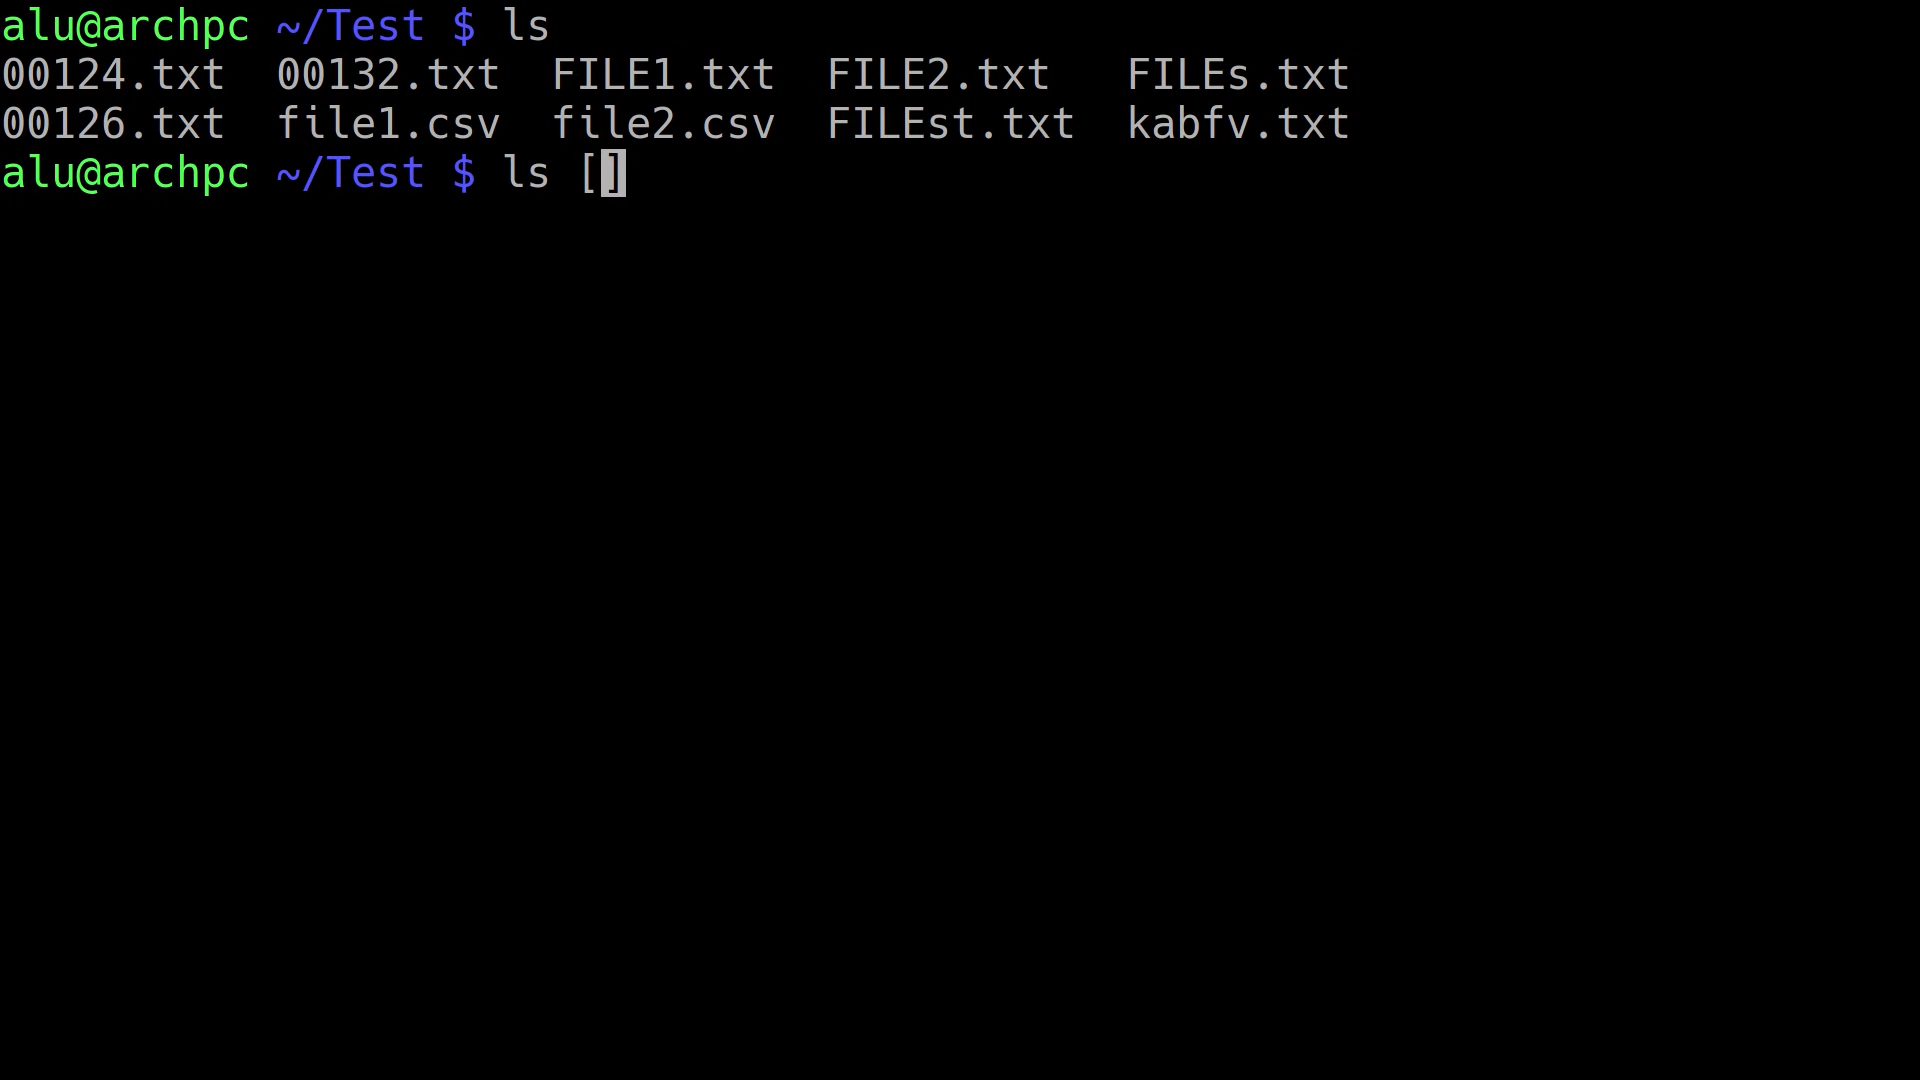 alu@archpc ~/Test $ ls
00124.txt  00132.txt  FILE1.txt  FILE2.txt   FILEs.txt
00126.txt  file1.csv  file2.csv  FILEst.txt  kabfv.txt
alu@archpc ~/Test $ ls []